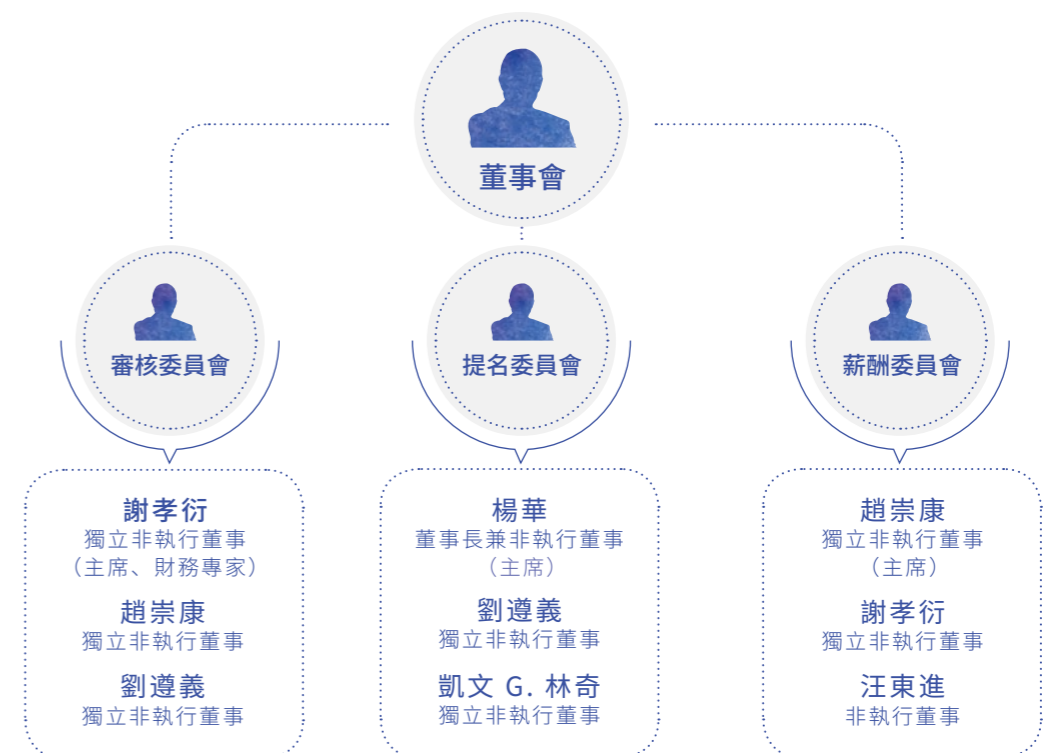 董事會
審核委員會
提名委員會
薪酬委員會
謝孝衍
獨立非執行董事
（主席、財務專家）
趙崇康
獨立非執行董事
劉遵義
獨立非執行董事
楊華
董事長兼非執行董事
（主席）
劉遵義
獨立非執行董事
凱文 G. 林奇
獨立非執行董事
趙崇康
獨立非執行董事
（主席）
謝孝衍
獨立非執行董事
汪東進
非執行董事